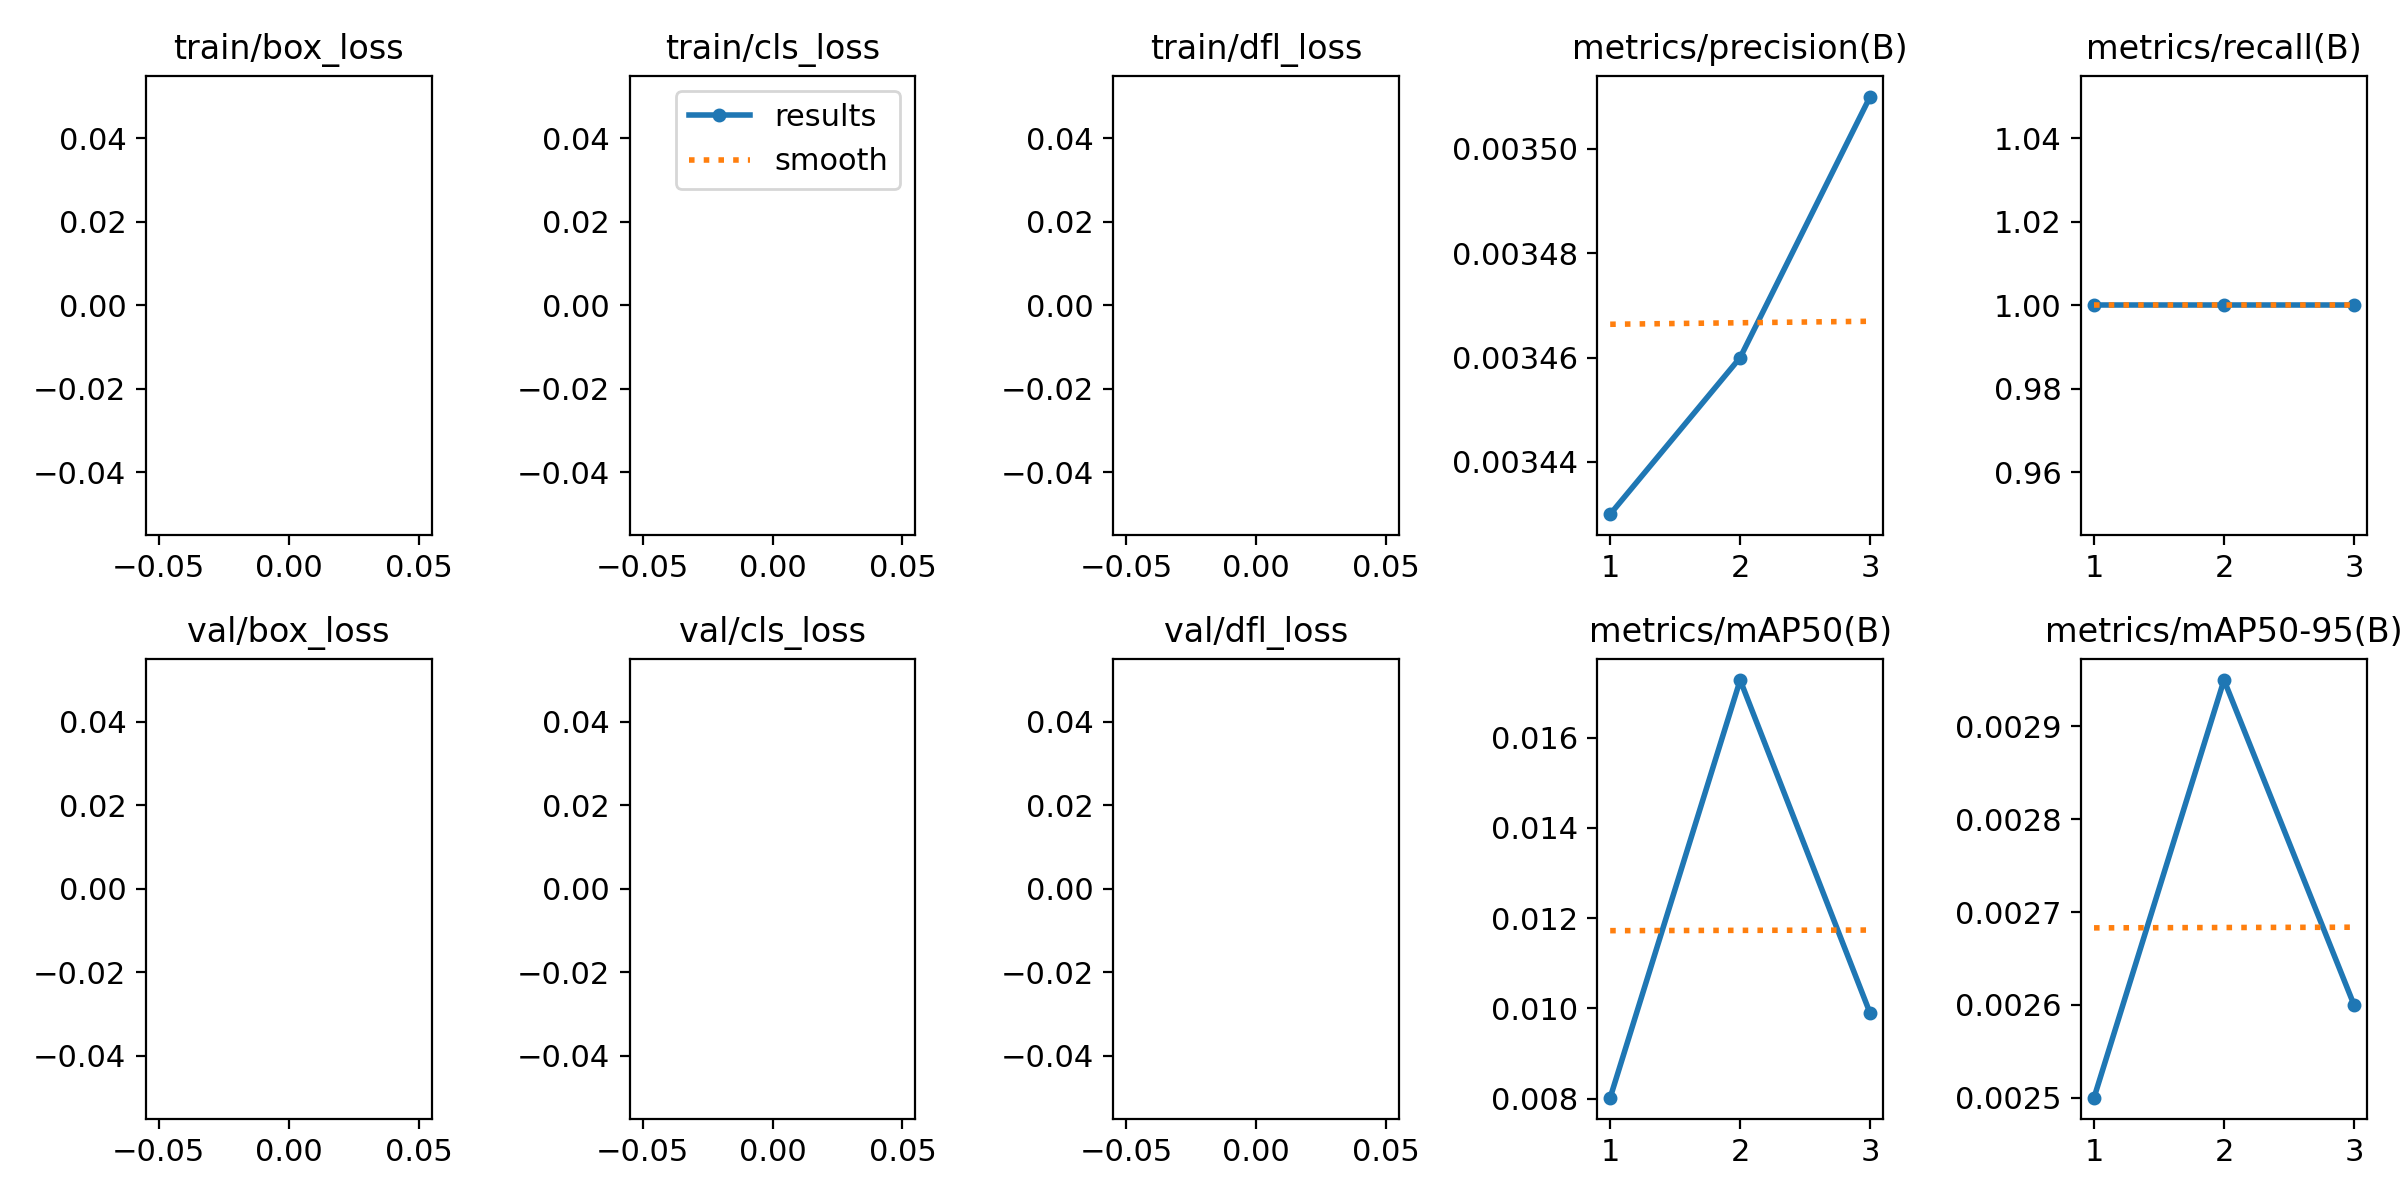 train/box_loss
0.04
0.02
0.00
−0.02
−0.04
−0.05 0.00 0.05
train/cls_loss
results
smooth
0.04
0.02
0.00
−0.02
−0.04
−0.05 0.00 0.05
train/dfl_loss
0.04
0.02
0.00
−0.02
−0.04
−0.05 0.00 0.05
metrics/precision(B)
0.00350
0.00348
0.00346
0.00344
1 2 3
metrics/recall(B)
1.04
1.02
1.00
0.98
0.96
1 2 3
val/box_loss
0.04
0.02
0.00
−0.02
−0.04
−0.05 0.00 0.05
val/cls_loss
0.04
0.02
0.00
−0.02
−0.04
−0.05 0.00 0.05
val/dfl_loss
0.04
0.02
0.00
−0.02
−0.04
−0.05 0.00 0.05
metrics/mAP50(B)
0.016
0.014
0.012
0.010
0.008
1 2 3
metrics/mAP50-95(B)
0.0029
0.0028
0.0027
0.0026
0.0025
1 2 3